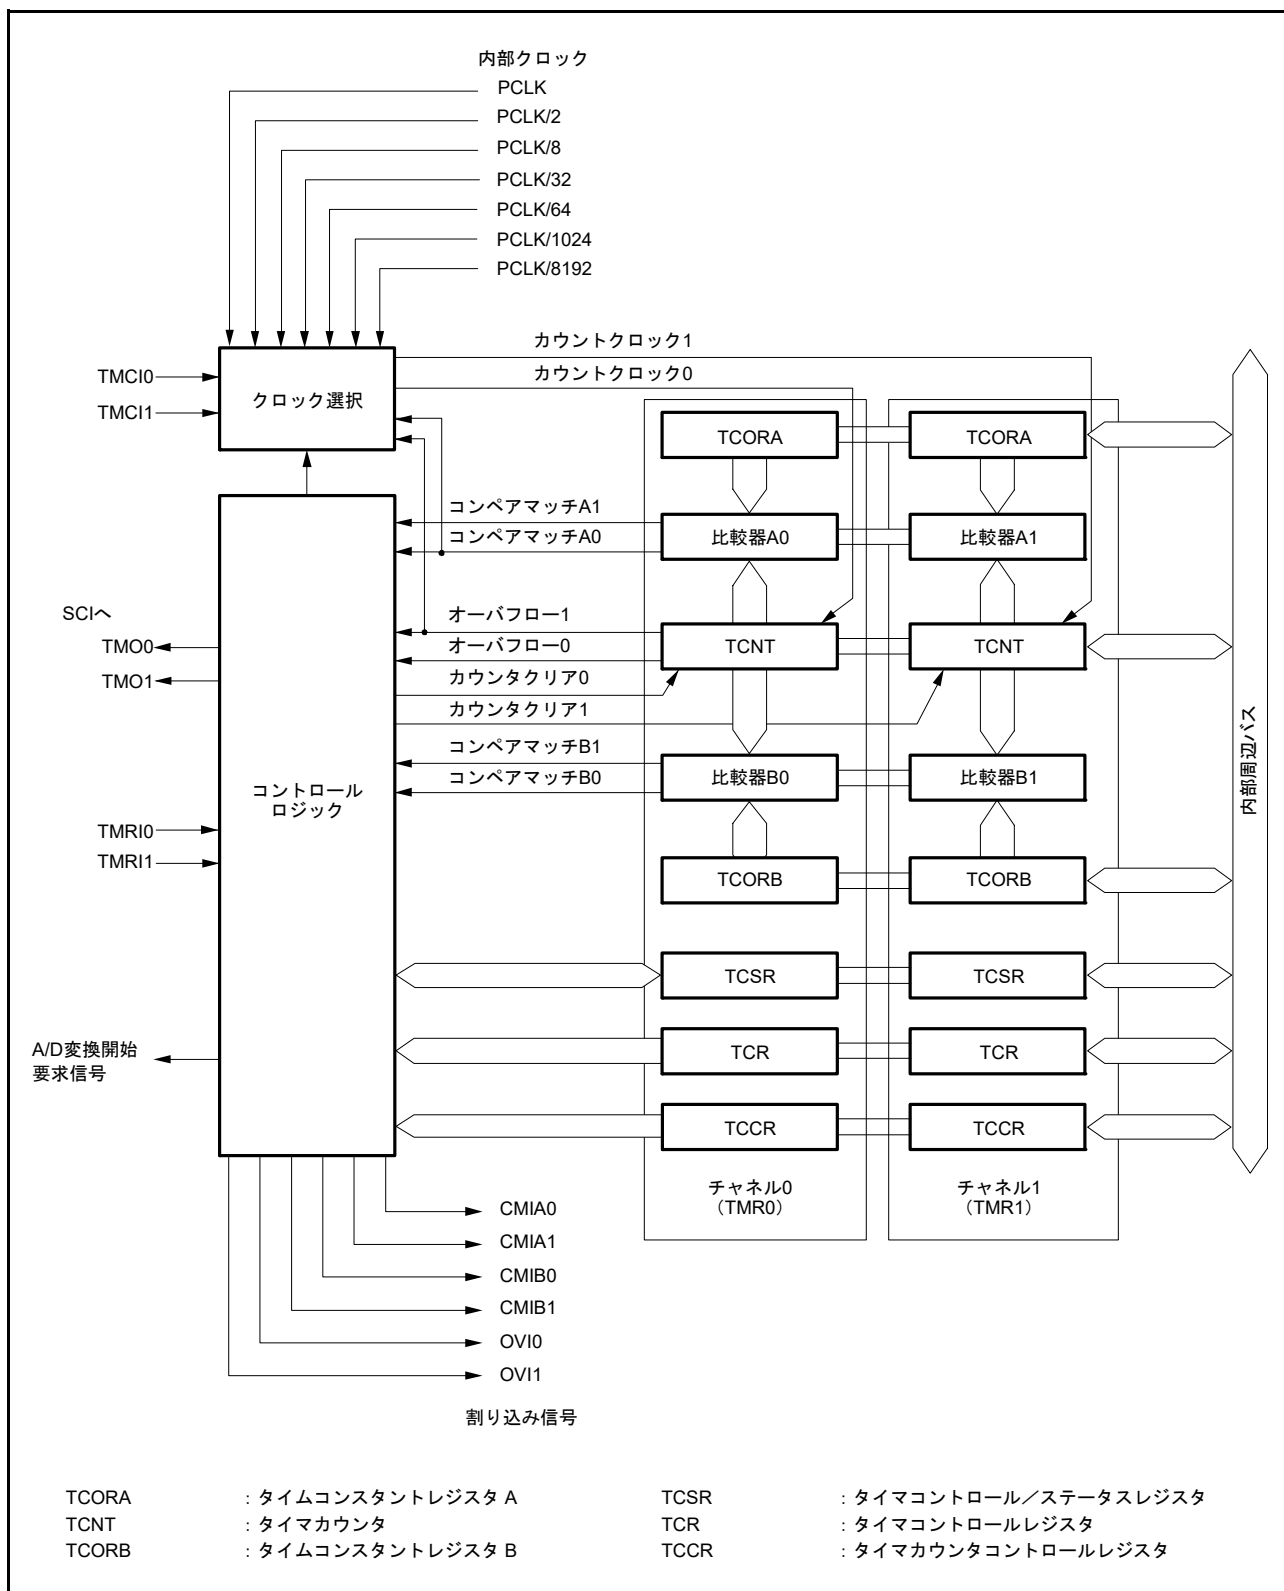 内部クロック
PCLK
PCLK/2
PCLK/8
PCLK/32
PCLK/64
PCLK/1024
PCLK/8192
カウントクロック1
カウントクロック0
TMCI0
TMCI1
クロック選択
TCORA
TCORA
コンペアマッチA1
コンペアマッチA0
比較器A0
比較器A1
SCIへ
TMO0
TMO1
オーバフロー1
オーバフロー0
カウンタクリア0
カウンタクリア1
TCNT
TCNT
コンペアマッチB1
コンペアマッチB0
比較器B0
比較器B1
内部周辺バス
コントロール
ロジック
TMRI0
TMRI1
TCORB
TCORB
TCSR
TCSR
A/D変換開始
要求信号
TCR
TCR
TCCR
TCCR
チャネル0
（TMR0）
チャネル1
（TMR1）
CMIA0
CMIA1
CMIB0
CMIB1
OVI0
OVI1
割り込み信号
TCORA : タイムコンスタントレジスタ A
TCNT : タイマカウンタ
TCORB : タイムコンスタントレジスタ B
TCSR : タイマコントロール／ステータスレジスタ
TCR : タイマコントロールレジスタ
TCCR : タイマカウンタコントロールレジスタ